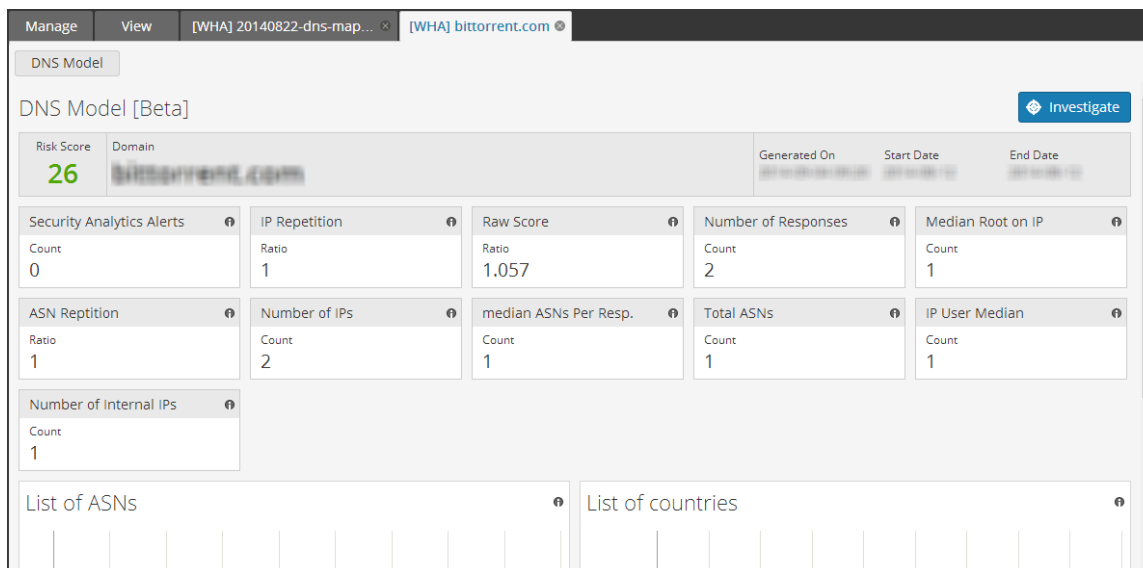 Manage View [WHA] 20140822-dns-map... [WHA] bittorrent.com
DNS Model
DNS Model [Beta]
Investigate
Risk Score Domain Generated On Start Date End Date
26 bittorrent.com
Security Analytics Alerts IP Repetition Raw Score Number of Responses Median Root on IP
Count Ratio Ratio Count Count
0 1 1.057 2 1
ASN Reptition Number of IPs median ASNs Per Resp. Total ASNs IP User Median
Ratio Count Count Count Count
1 2 1 1 1
Number of Internal IPs
Count
1
List of ASNs List of countries